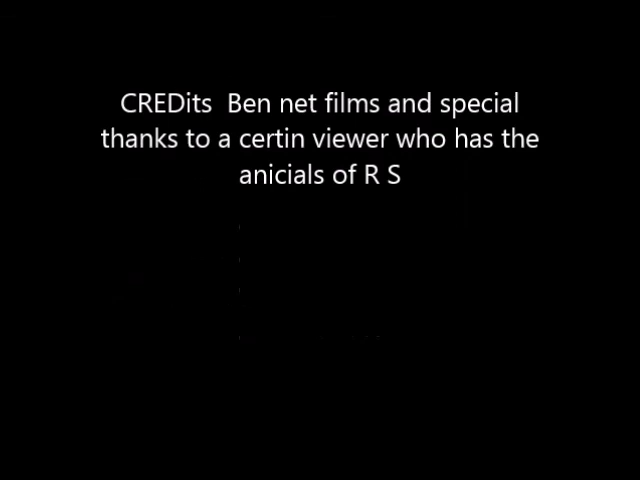 CREDits  Ben net films and special
thanks to a certin viewer who has the
anicials of R S